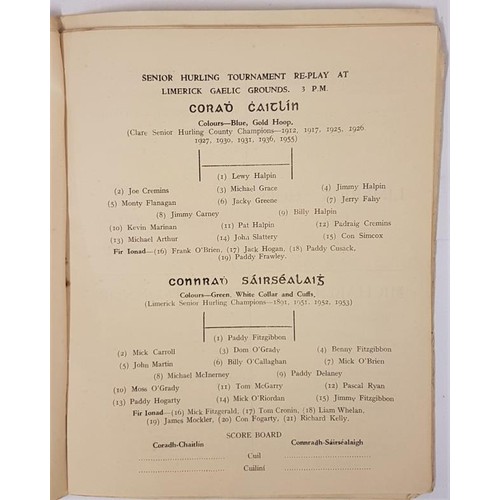 SENIOR HURLING TOURNAMENT RE-PLAY AT
LIMERICK GAELIC GROUNDS. 3 P.M.
Coraḋ Ċaitlín
Colours—Blue, Gold Hoop.
(Clare Senior Hurling County Champions—1912, 1917, 1925, 1926
1927, 1930, 1931, 1936, 1955)
(1) Lewy Halpin
(2) Joe Cremins (3) Michael Grace (4) Jimmy Halpin
(5) Monty Flanagan (6) Jacky Greene (7) Jerry Fahy
(8) Jimmy Carney (9) Billy Halpin
(10) Kevin Marinan (11) Pat Halpin (12) Padraig Cremins
(13) Michael Arthur (14) John Slattery (15) Con Simcox
Fir Ionad—(16) Frank O'Brien, (17) Jack Hogan, (18) Paddy Cusack,
(19) Paddy Frawley.
Connraḋ Sáirséalaiġ
Colours—Green, White Collar and Cuffs.
(Limerick Senior Hurling Champions—1891, 1951, 1952, 1953)
(1) Paddy Fitzgibbon
(2) Mick Carroll (3) Dom O'Grady (4) Benny Fitzgibbon
(5) John Martin (6) Billy O'Callaghan (7) Mick O'Brien
(8) Michael McInerney (9) Paddy Delaney
(10) Moss O'Grady (11) Tom McGarry (12) Pascal Ryan
(13) Paddy Hogarty (14) Mick O'Riordan (15) Jimmy Fitzgibbon
Fir Ionad—(16) Mick Fitzgerald, (17) Tom Cronin, (18) Liam Whelan,
(19) James Mockler, (20) Con Fogarty, (21) Richard Kelly.
SCORE BOARD
Coradh-Chaitlín Connradh-Sáirséalaigh
Cuil
Cuilíní